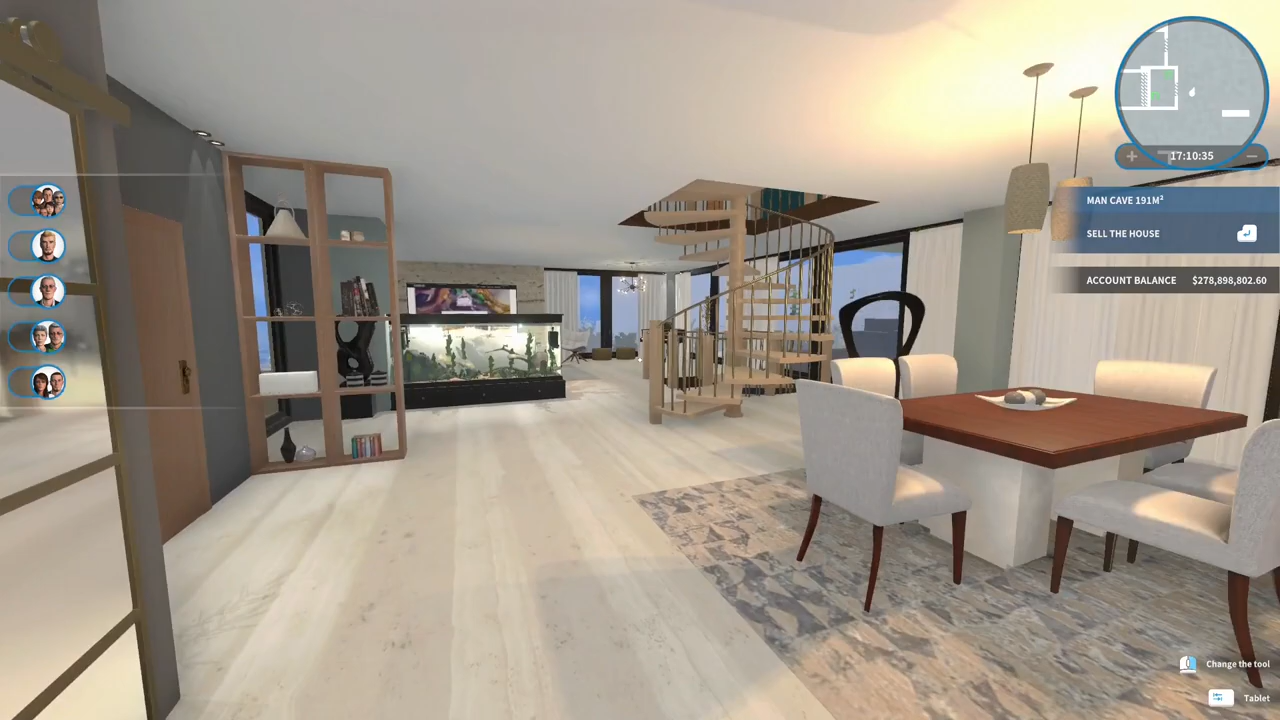 17:10:35
MAN CAVE 191M²
SELL THE HOUSE
ACCOUNT BALANCE $278,898,802.60
Change the tool
Tablet